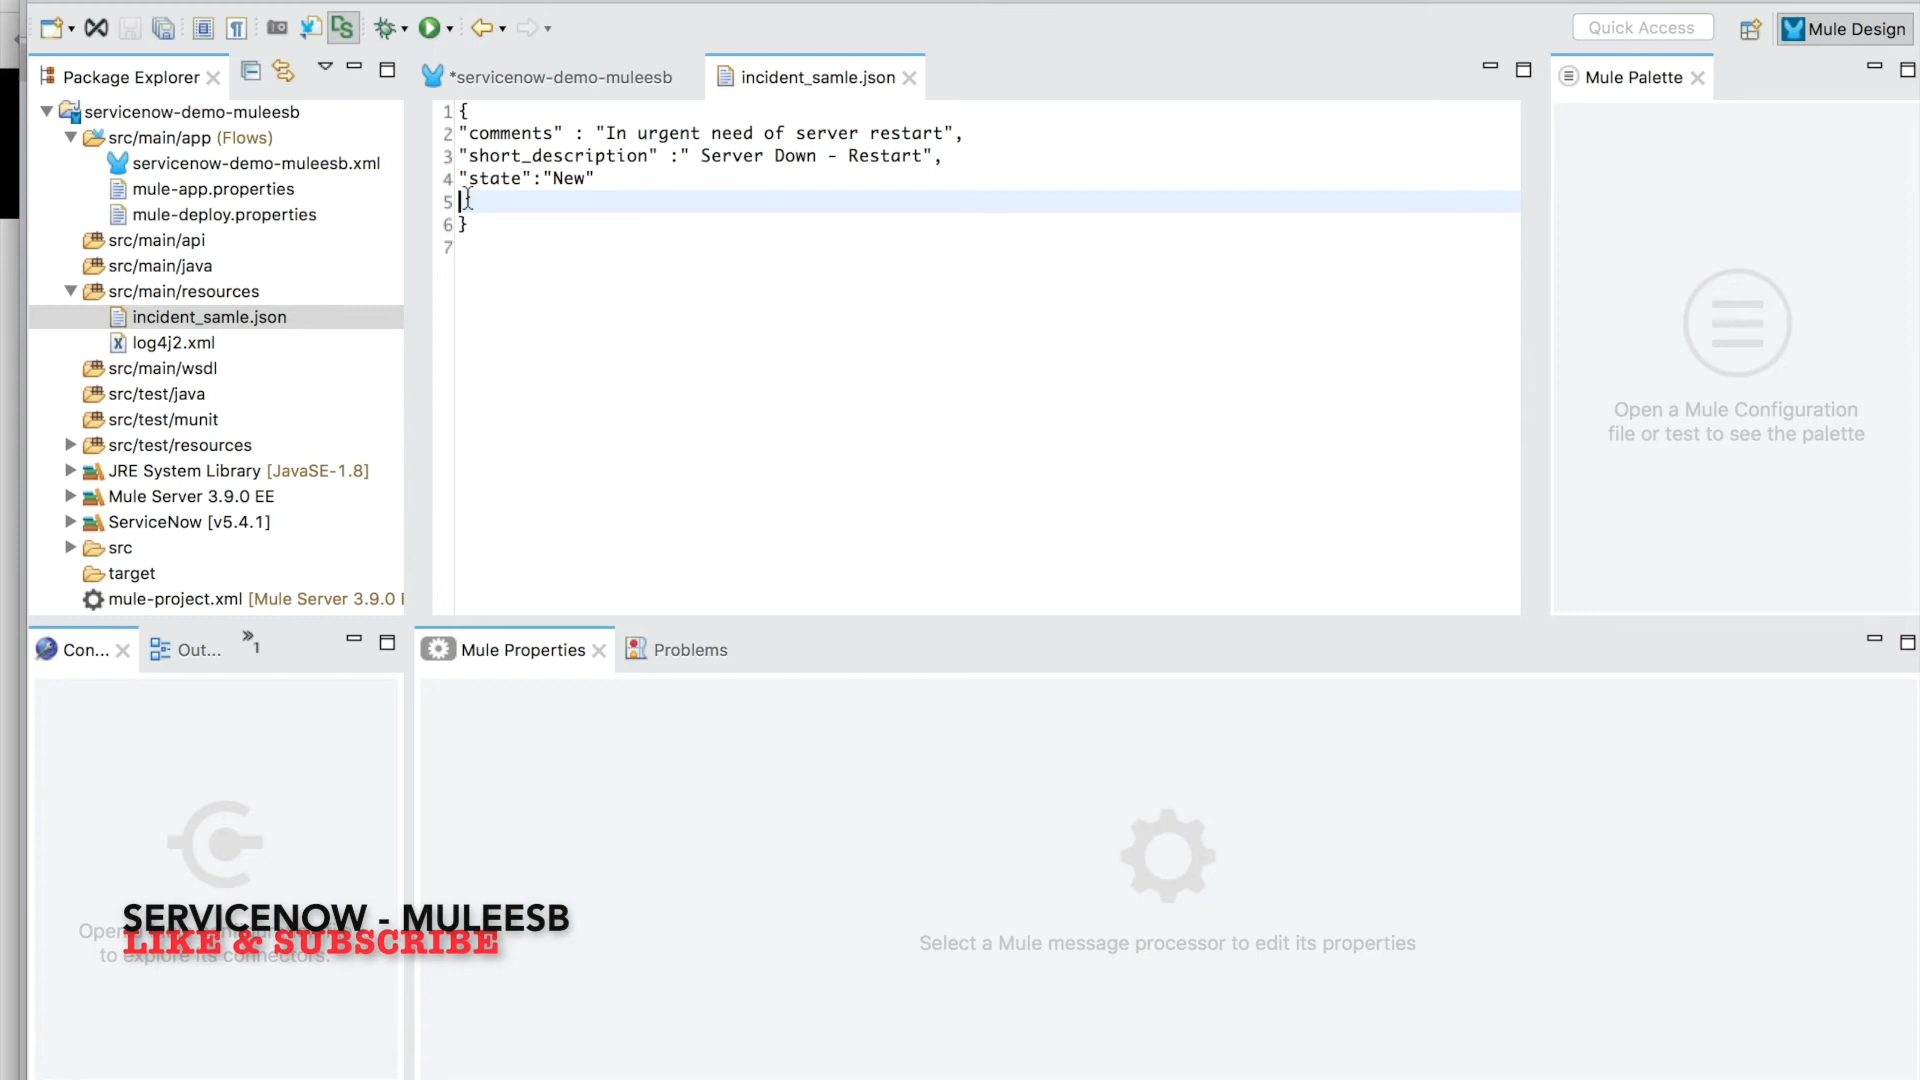 Quick Access
Mule Design
Package Explorer
*servicenow-demo-muleesb
incident_samle.json
Mule Palette
servicenow-demo-muleesb
src/main/app (Flows)
servicenow-demo-muleesb.xml
mule-app.properties
mule-deploy.properties
src/main/api
src/main/java
src/main/resources
incident_samle.json
log4j2.xml
src/main/wsdl
src/test/java
src/test/munit
src/test/resources
JRE System Library [JavaSE-1.8]
Mule Server 3.9.0 EE
ServiceNow [v5.4.1]
src
target
mule-project.xml [Mule Server 3.9.0
1 {
2 "comments" : "In urgent need of server restart",
3 "short_description" :" Server Down - Restart",
4 "state":"New"
5
6 }
7
Open a Mule Configuration
file or test to see the palette
Con...
Out...
»1
Mule Properties
Problems
Open
to explore its connectors.
SERVICENOW - MULEESB
LIKE & SUBSCRIBE
Select a Mule message processor to edit its properties